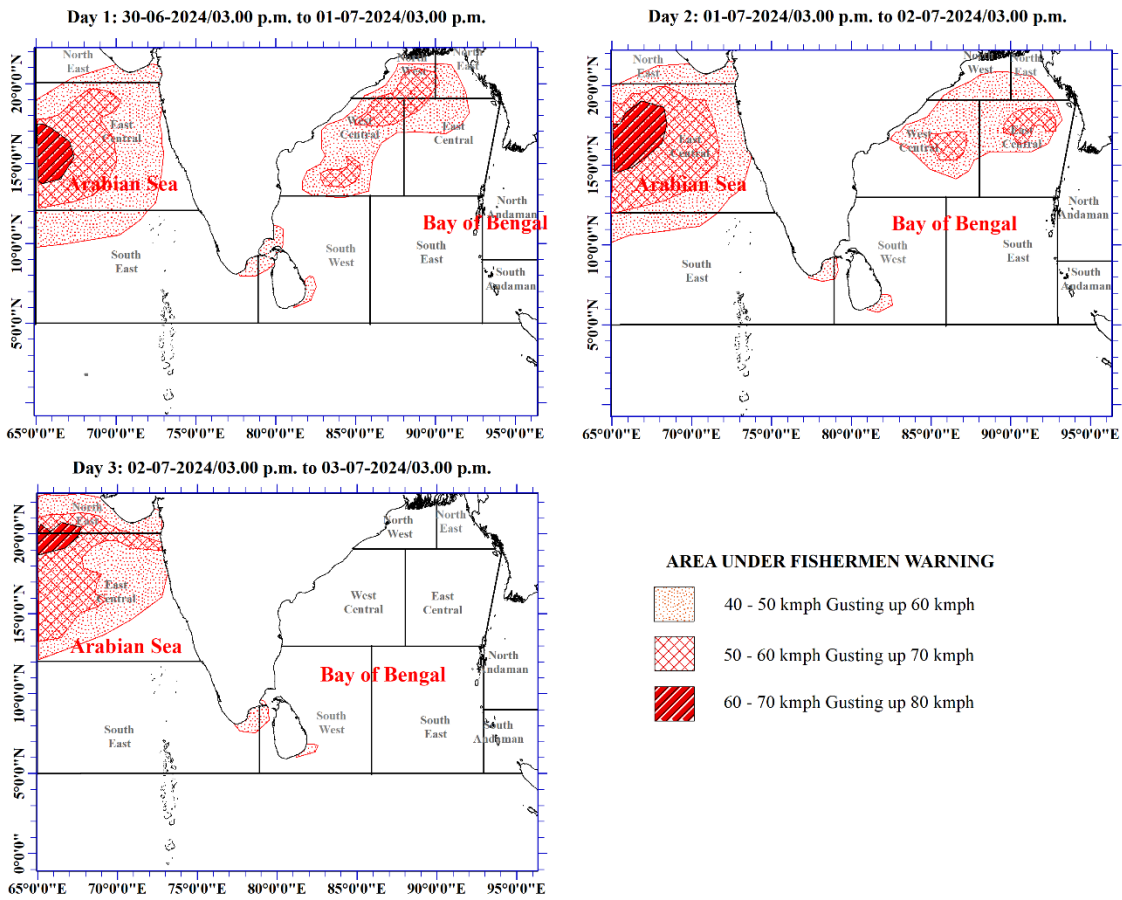 Day 1: 30-06-2024/03.00 p.m. to 01-07-2024/03.00 p.m.
North
East
North
West
North
East
East
Central
West
Central
East
Central
Arabian Sea
Bay of Bengal
North
Andaman
South
East
South
West
South
East
South
Andaman
20°0'0"N
15°0'0"N
10°0'0"N
5°0'0"N
65°0'0"E
70°0'0"E
75°0'0"E
80°0'0"E
85°0'0"E
90°0'0"E
95°0'0"E
Day 2: 01-07-2024/03.00 p.m. to 02-07-2024/03.00 p.m.
North
East
North
West
North
East
East
Central
West
Central
East
Central
Arabian Sea
Bay of Bengal
North
Andaman
South
East
South
West
South
East
South
Andaman
20°0'0"N
15°0'0"N
10°0'0"N
5°0'0"N
65°0'0"E
70°0'0"E
75°0'0"E
80°0'0"E
85°0'0"E
90°0'0"E
95°0'0"E
Day 3: 02-07-2024/03.00 p.m. to 03-07-2024/03.00 p.m.
North
East
North
West
North
East
East
Central
West
Central
East
Central
Arabian Sea
Bay of Bengal
North
Andaman
South
East
South
West
South
East
South
Andaman
20°0'0"N
15°0'0"N
10°0'0"N
5°0'0"N
0°0'0"
65°0'0"E
70°0'0"E
75°0'0"E
80°0'0"E
85°0'0"E
90°0'0"E
95°0'0"E
AREA UNDER FISHERMEN WARNING
40 - 50 kmph Gusting up 60 kmph
50 - 60 kmph Gusting up 70 kmph
60 - 70 kmph Gusting up 80 kmph